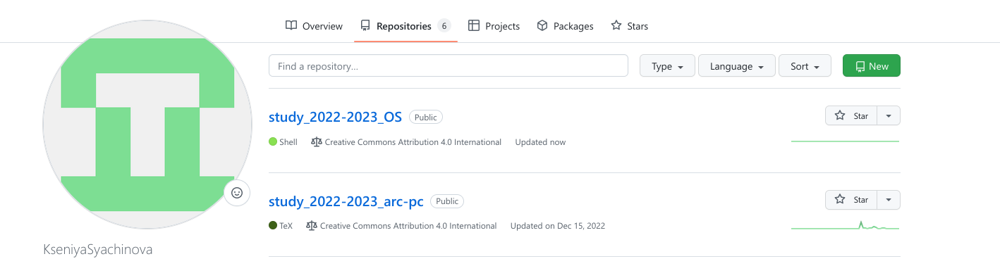 Overview Repositories 6 Projects Packages Stars
Find a repository... Type Language Sort New
study_2022-2023_OS Public Star
Shell Creative Commons Attribution 4.0 International Updated now
study_2022-2023_arc-pc Public Star
TeX Creative Commons Attribution 4.0 International Updated on Dec 15, 2022
KseniyaSyachinova